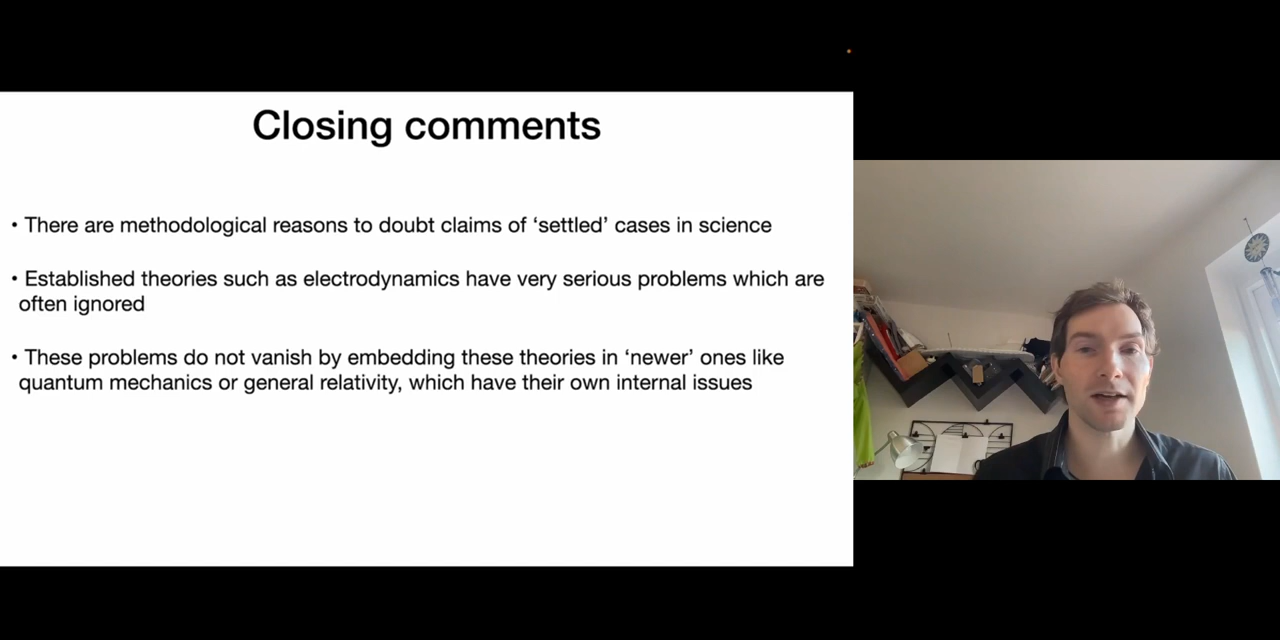 Closing comments
• There are methodological reasons to doubt claims of ‘settled’ cases in science
• Established theories such as electrodynamics have very serious problems which are
often ignored
• These problems do not vanish by embedding these theories in ‘newer’ ones like
quantum mechanics or general relativity, which have their own internal issues